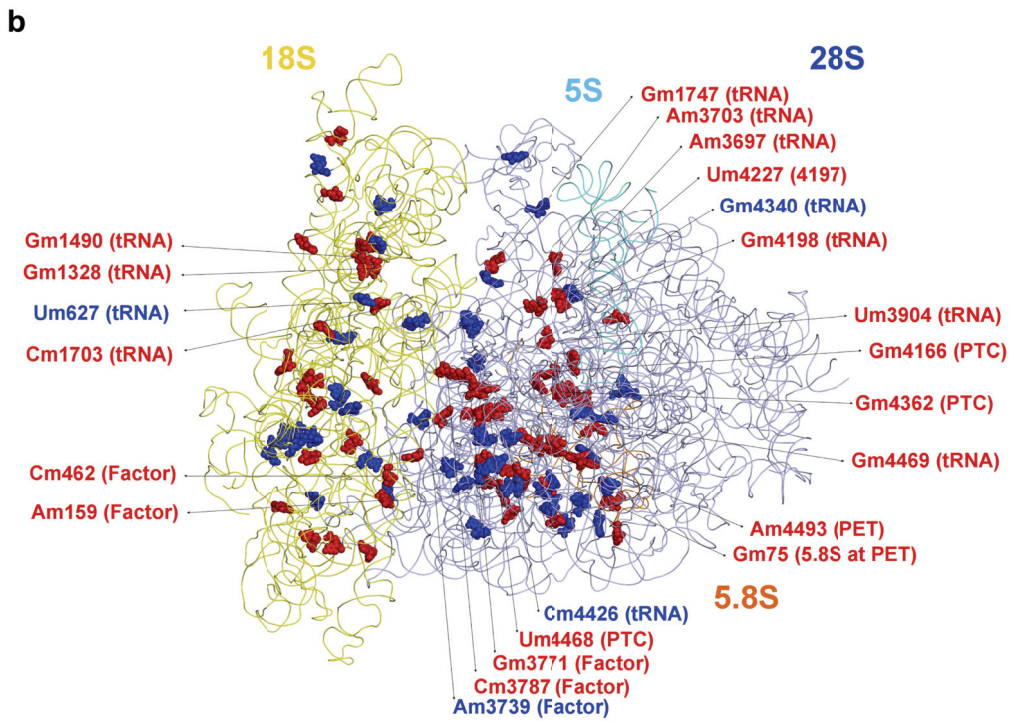 b
18S
28S
5S
Gm1747 (tRNA)
Am3703 (tRNA)
Am3697 (tRNA)
Um4227 (4197)
Gm4340 (tRNA)
Gm4198 (tRNA)
Gm1490 (tRNA)
Gm1328 (tRNA)
Um627 (tRNA)
Cm1703 (tRNA)
Um3904 (tRNA)
Gm4166 (PTC)
Gm4362 (PTC)
Gm4469 (tRNA)
Cm462 (Factor)
Am159 (Factor)
Am4493 (PET)
Gm75 (5.8S at PET)
5.8S
Cm4426 (tRNA)
Um4468 (PTC)
Gm3771 (Factor)
Cm3787 (Factor)
Am3739 (Factor)